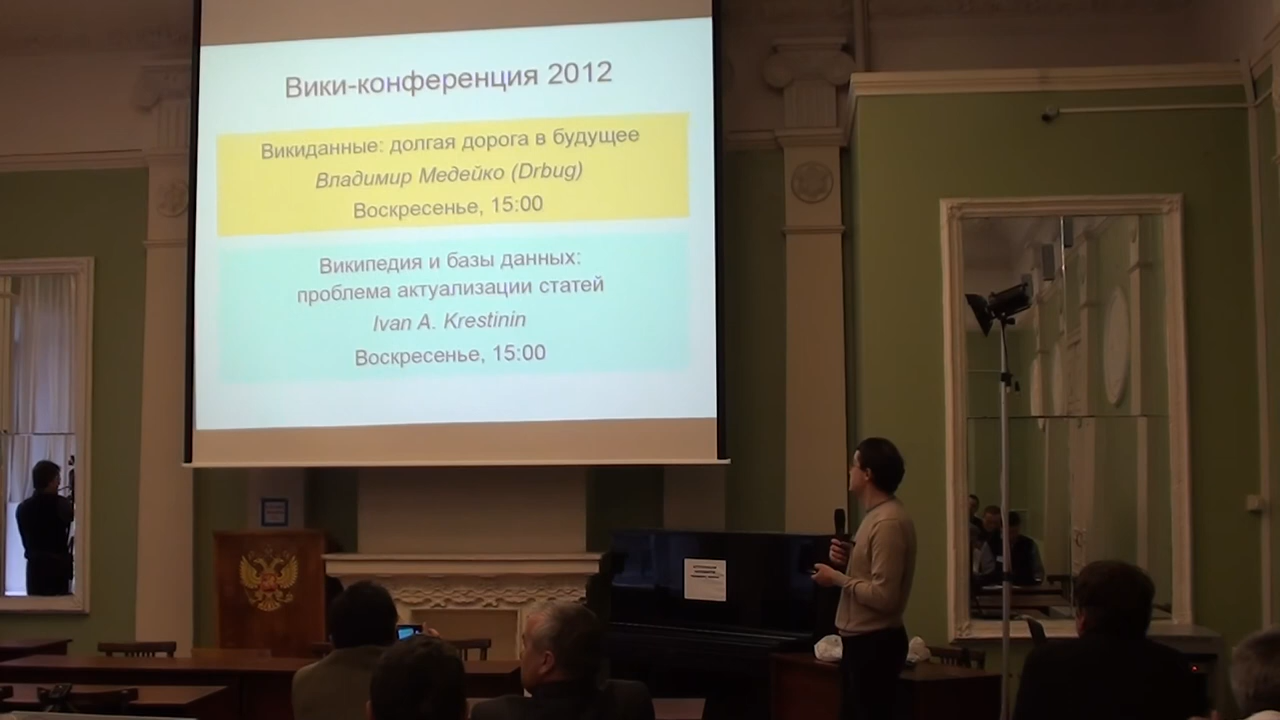 Вики-конференция 2012
Викиданные: долгая дорога в будущее
Владимир Медейко (Drbug)
Воскресенье, 15:00
Википедия и базы данных:
проблема актуализации статей
Ivan A. Krestinin
Воскресенье, 15:00